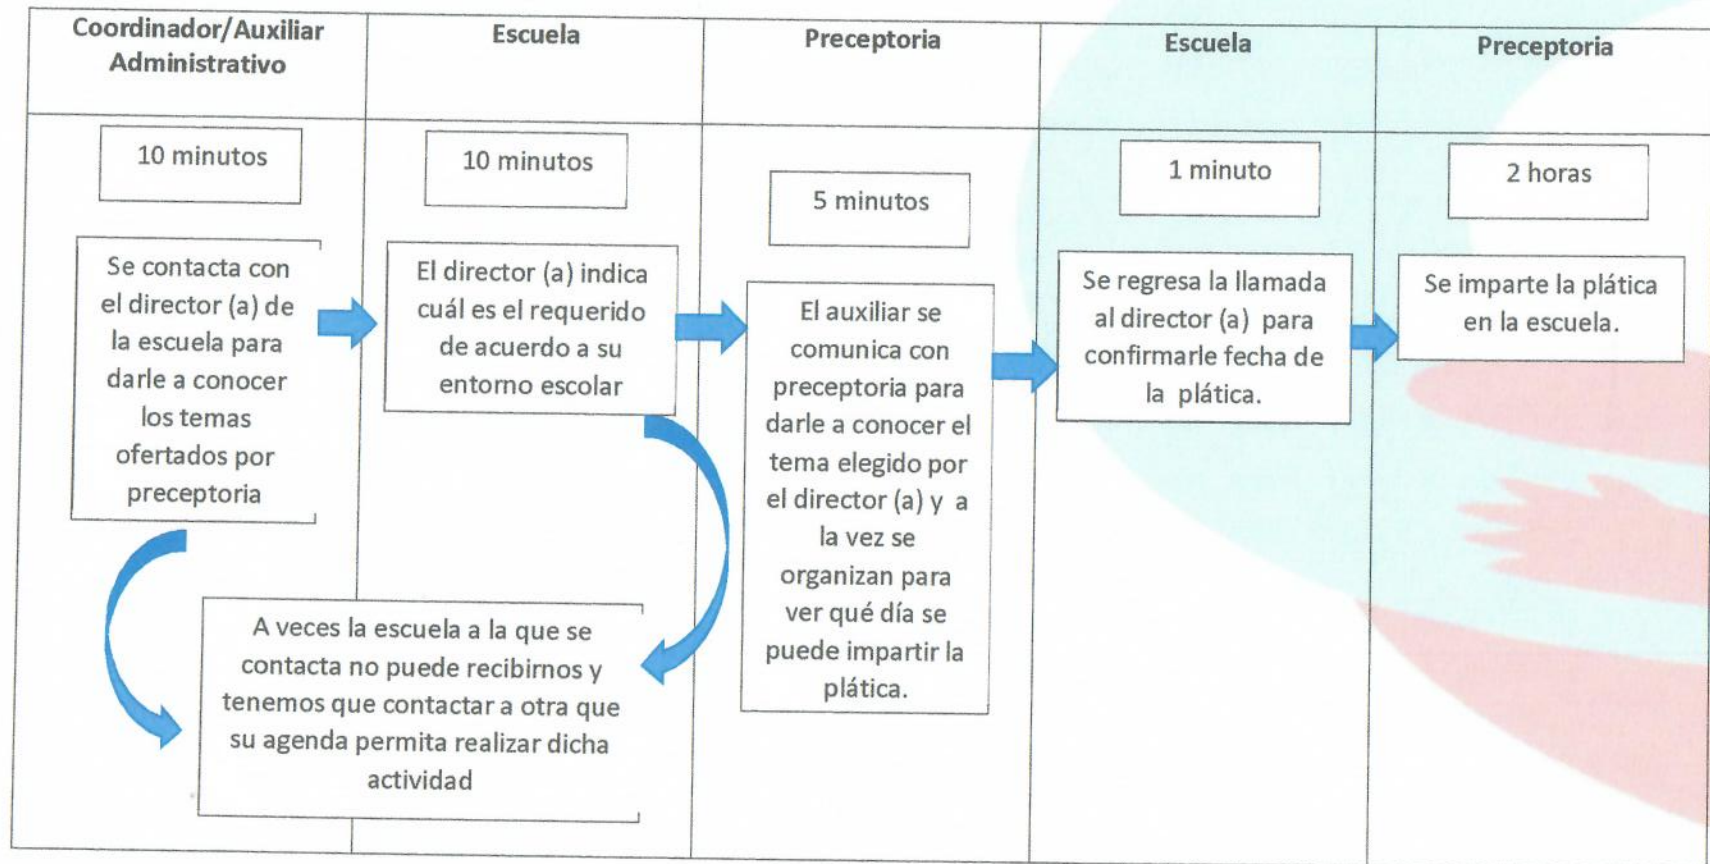 Coordinador/Auxiliar
Administrativo
Escuela
Preceptoria
Escuela
Preceptoria
10 minutos
10 minutos
5 minutos
1 minuto
2 horas
Se contacta con
el director (a) de
la escuela para
darle a conocer
los temas
ofertados por
preceptoria
El director (a) indica
cuál es el requerido
de acuerdo a su
entorno escolar
El auxiliar se
comunica con
preceptoria para
darle a conocer el
tema elegido por
el director (a) y a
la vez se
organizan para
ver qué día se
puede impartir la
plática.
Se regresa la llamada
al director (a) para
confirmarle fecha de
la plática.
Se imparte la plática
en la escuela.
A veces la escuela a la que se
contacta no puede recibirnos y
tenemos que contactar a otra que
su agenda permita realizar dicha
actividad